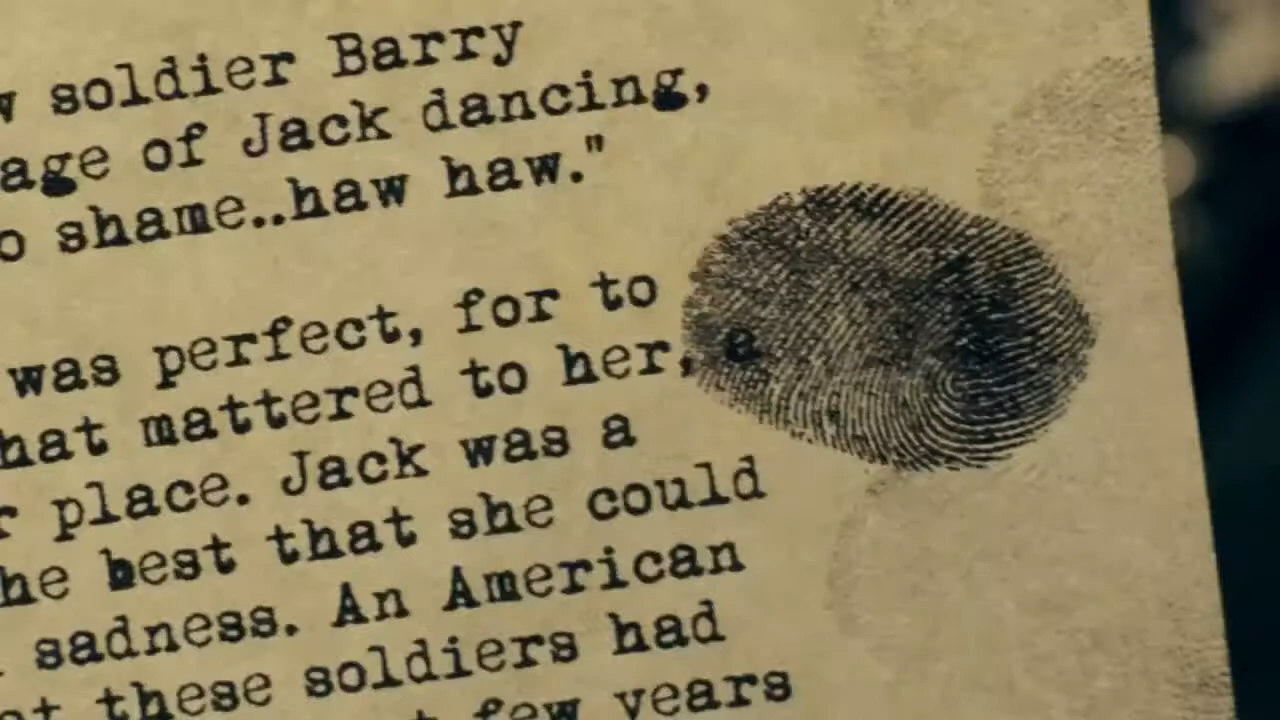 soldier Barry
age of Jack dancing,
o shame..haw haw."
was perfect, for to
hat mattered to her, a
r place. Jack was a
he best that she could
sadness. An American
these soldiers had
few years